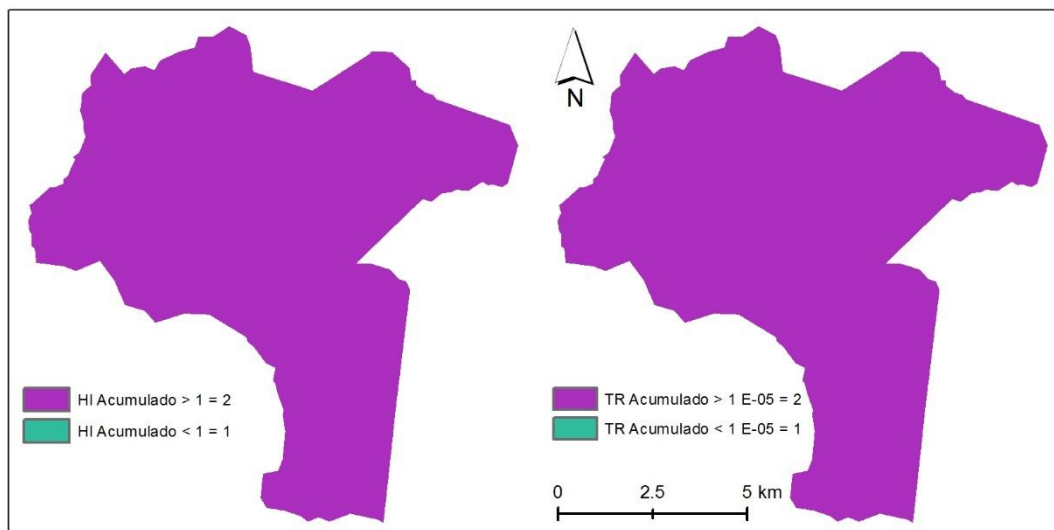 N
HI Acumulado > 1 = 2
HI Acumulado < 1 = 1
TR Acumulado > 1 E-05 = 2
TR Acumulado < 1 E-05 = 1
0 2.5 5 km